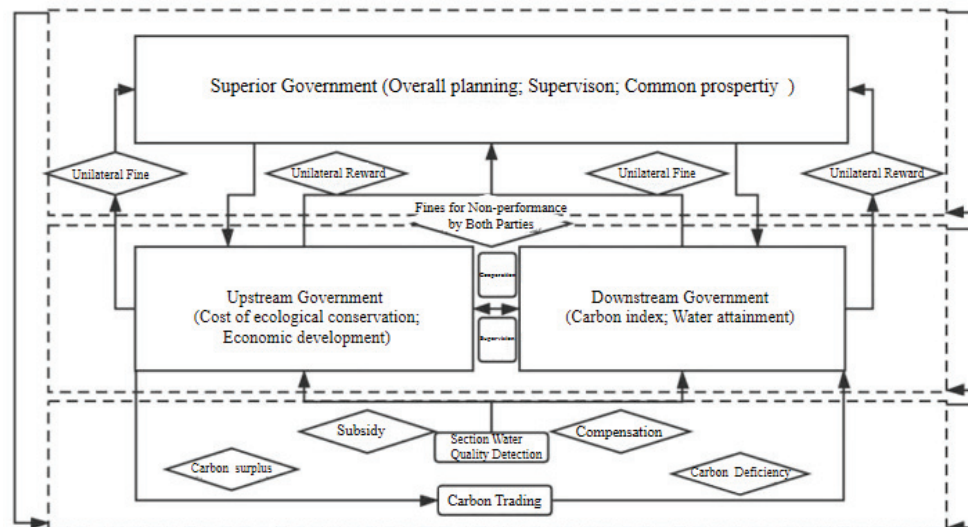 Superior Government (Overall planning; Supervison; Common prospertiy )
Unilateral Fine
Unilateral Reward
Unilateral Fine
Unilateral Reward
Fines for Non-performance
by Both Parties
Cooperation
Upstream Government
(Cost of ecological conservation;
Economic development)
Downstream Government
(Carbon index; Water attainment)
Supervision
Subsidy
Compensation
Section Water
Quality Detection
Carbon surplus
Carbon Deficiency
Carbon Trading